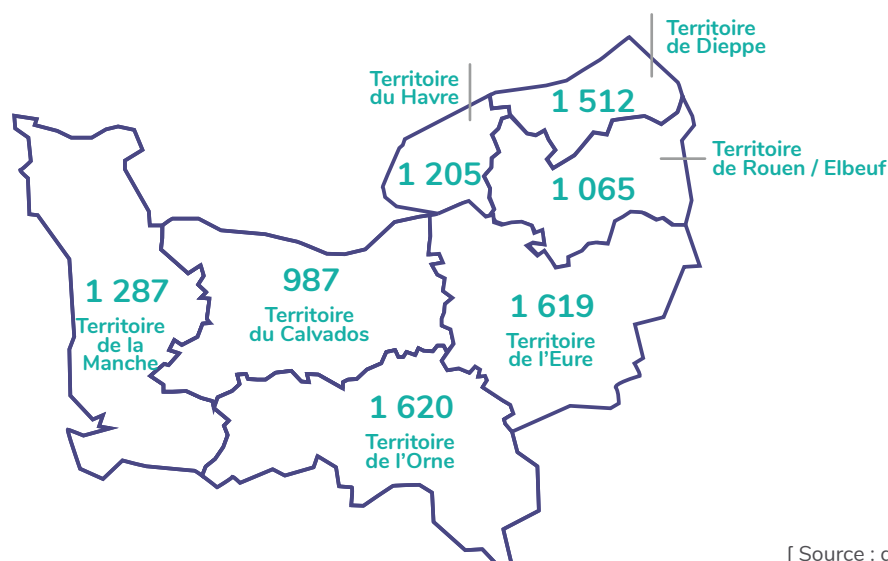 Territoire
de Dieppe
Territoire
du Havre
1 512
Territoire
de Rouen / Elbeuf
1 205
1 065
1 287
Territoire
de la
Manche
987
Territoire
du Calvados
1 619
Territoire
de l'Eure
1 620
Territoire
de l'Orne
[ Source :